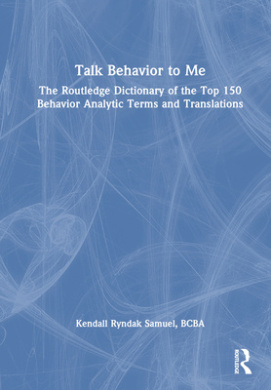 Talk Behavior to Me
The Routledge Dictionary of the Top 150
Behavior Analytic Terms and Translations
Kendall Ryndak Samuel, BCBA
ROUTLEDGE